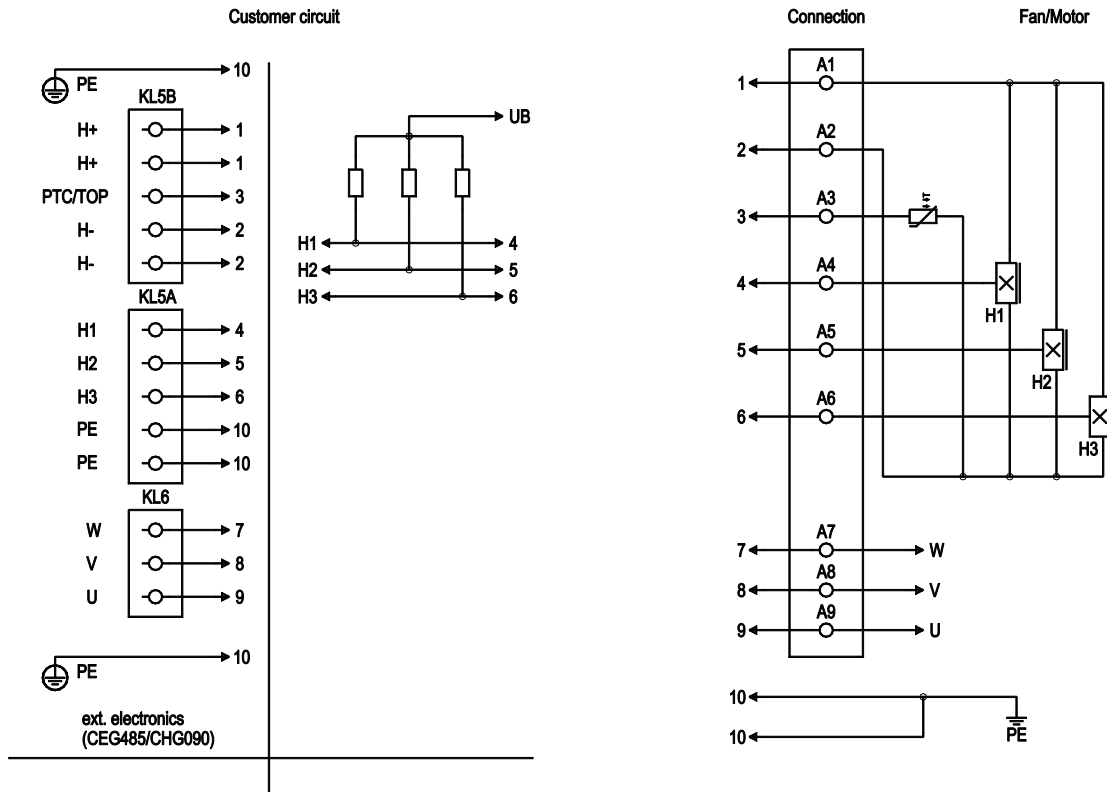 Customer circuit
Connection
Fan/Motor
PE
10
KL5B
H+ 1
H+ 1
PTC/TOP 3
H- 2
H- 2
KL5A
H1 4
H2 5
H3 6
PE 10
PE 10
KL6
W 7
V 8
U 9
PE
10
ext. electronics
(CEG485/CHG090)
UB
H1 4
H2 5
H3 6
A1
1
A2
2
A3
3
T
A4
4
H1
A5
5
H2
A6
6
H3
A7
7 W
A8
8 V
A9
9 U
10
10
PE